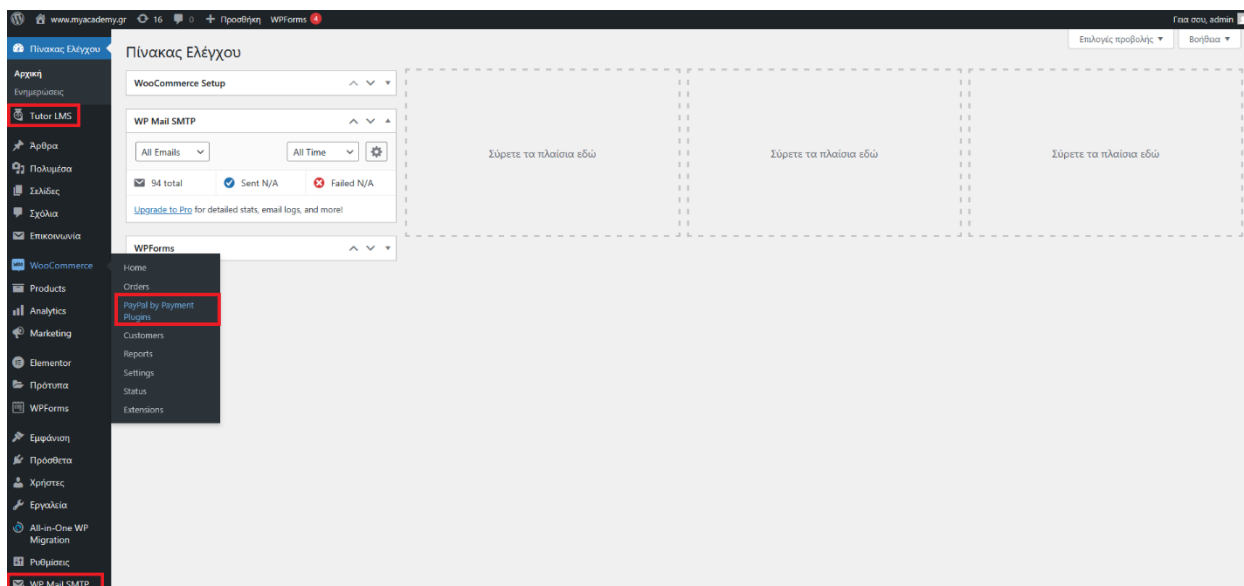 www.myacademy.gr 16 0 + Προσθήκη WPForms 4
Γεια σου, admin
Επιλογές προβολής ▼ Βοήθεια ▼
Πίνακας Ελέγχου
Αρχική
Ενημερώσεις
Tutor LMS
Άρθρα
Πολυμέσα
Σελίδες
Σχόλια
Επικοινωνία
WooCommerce
Products
Analytics
Marketing
Elementor
Πρότυπα
WPForms
Εμφάνιση
Πρόσθετα
Χρήστες
Εργαλεία
All-in-One WP
Migration
Ρυθμίσεις
WP Mail SMTP
Home
Orders
PayPal by Payment
Plugins
Customers
Reports
Settings
Status
Extensions
Πίνακας Ελέγχου
WooCommerce Setup
WP Mail SMTP
All Emails All Time
94 total Sent N/A Failed N/A
Upgrade to Pro for detailed stats, email logs, and more!
WPForms
Σύρετε τα πλαίσια εδώ
Σύρετε τα πλαίσια εδώ
Σύρετε τα πλαίσια εδώ